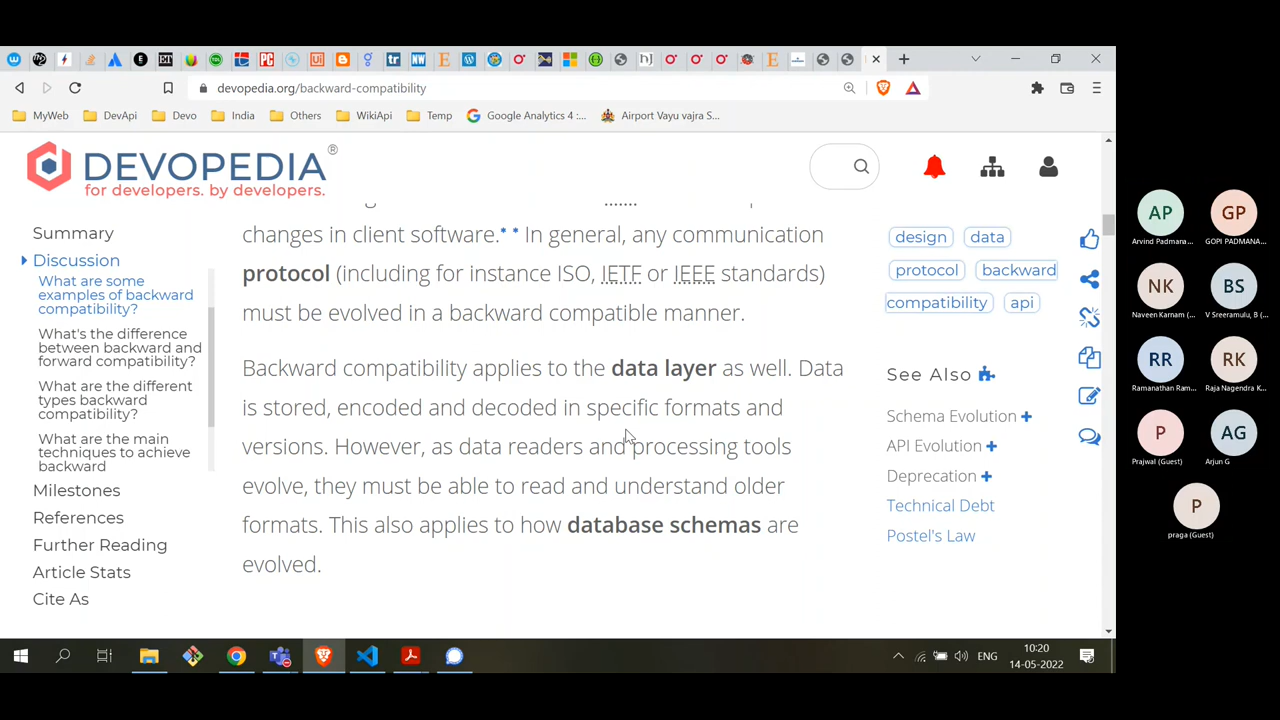 devopedia.org/backward-compatibility
MyWeb
DevApi
Devo
India
Others
WikiApi
Temp
Google Analytics 4 :...
Airport Vayu vajra S...
DEVOPEDIA®
for developers. by developers.
Summary
Discussion
What are some
examples of backward
compatibility?
What's the difference
between backward and
forward compatibility?
What are the different
types backward
compatibility?
What are the main
techniques to achieve
backward
Milestones
References
Further Reading
Article Stats
Cite As
changes in client software.* * In general, any communication
protocol (including for instance ISO, IETF or IEEE standards)
must be evolved in a backward compatible manner.
Backward compatibility applies to the data layer as well. Data
is stored, encoded and decoded in specific formats and
versions. However, as data readers and processing tools
evolve, they must be able to read and understand older
formats. This also applies to how database schemas are
evolved.
design
data
protocol
backward
compatibility
api
See Also
Schema Evolution
API Evolution
Deprecation
Technical Debt
Postel's Law
AP
Arvind Padmana...
GP
GOPI PADMANA...
NK
Naveen Karnam (...
BS
V Sreeramulu, B (...
RR
Ramanathan Ram...
RK
Raja Nagendra K...
P
Prajwal (Guest)
AG
Arjun G
P
praga (Guest)
ENG
10:20
14-05-2022